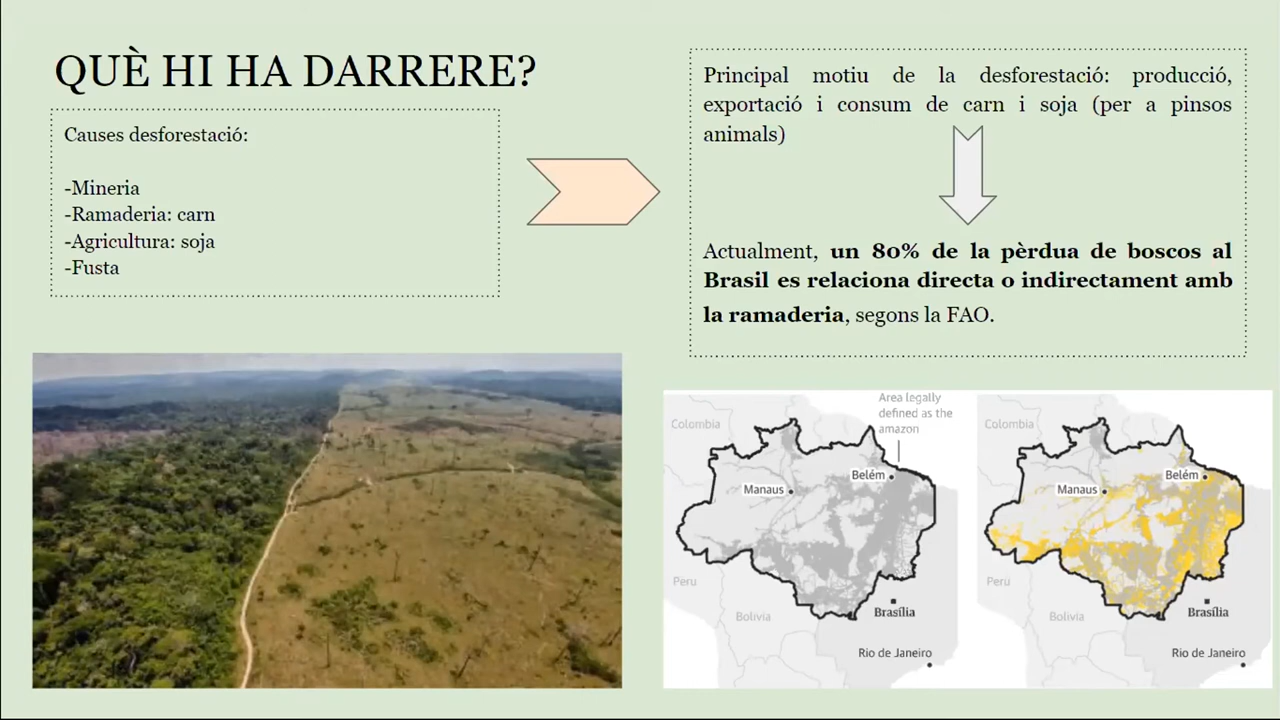 QUÈ HI HA DARRERE?
Causes desforestació:
-Mineria
-Ramaderia: carn
-Agricultura: soja
-Fusta
Principal motiu de la desforestació: producció,
exportació i consum de carn i soja (per a pinsos
animals)
Actualment, un 80% de la pèrdua de boscos al
Brasil es relaciona directa o indirectament amb
la ramaderia, segons la FAO.
Area legally
defined as the
amazon
Colombia
Belém
Manaus
Peru
Bolivia
Brasília
Rio de Janeiro
Colombia
Belém
Manaus
Peru
Bolivia
Brasília
Rio de Janeiro